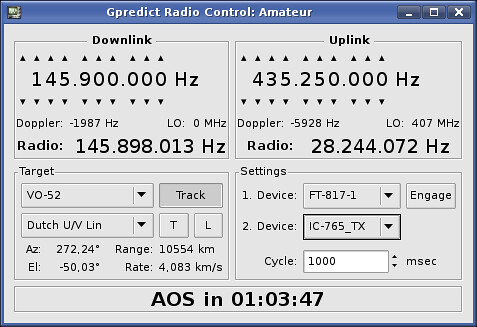 Gpredict Radio Control: Amateur
Downlink
145.900.000 Hz
Doppler: -1987 Hz LO: 0 MHz
Radio: 145.898.013 Hz
Uplink
435.250.000 Hz
Doppler: -5928 Hz LO: 407 MHz
Radio: 28.244.072 Hz
Target
VO-52 Track
Dutch U/V Lin T L
Az: 272,24° Range: 10554 km
El: -50,03° Rate: 4,083 km/s
Settings
1. Device: FT-817-1 Engage
2. Device: IC-765_TX
Cycle: 1000 msec
AOS in 01:03:47